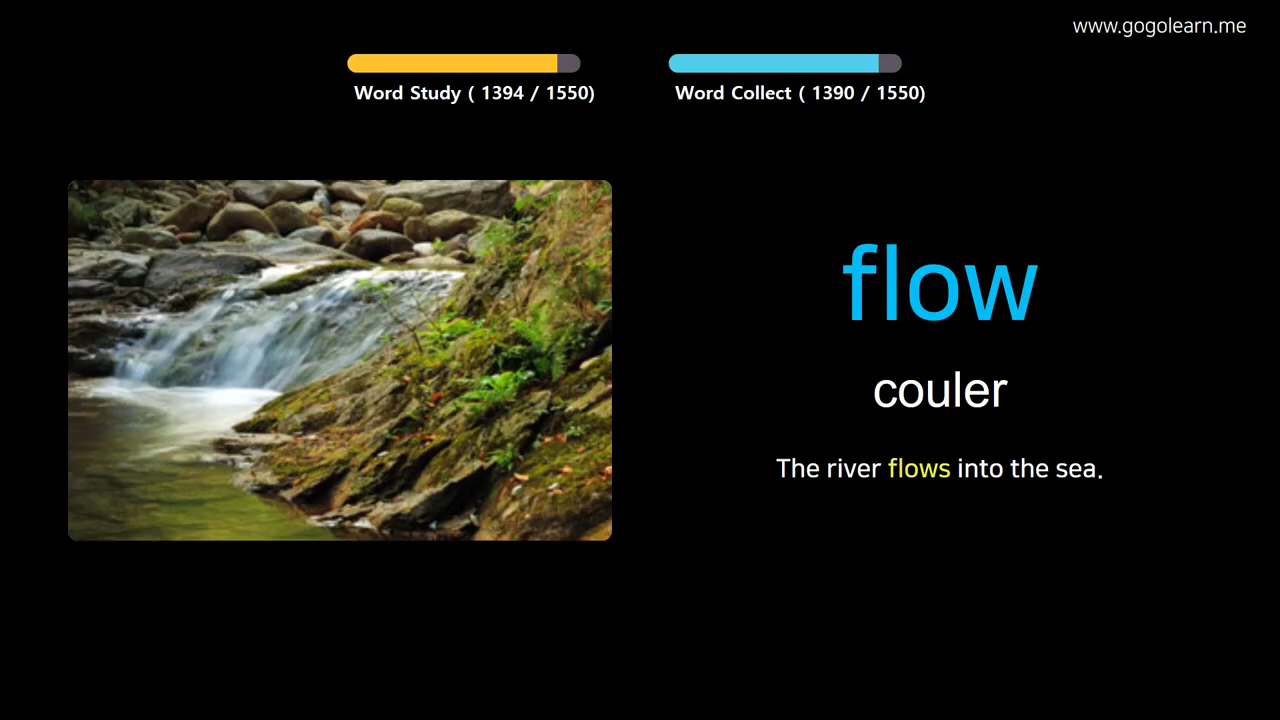 www.gogolearn.me
Word Study ( 1394 / 1550)
Word Collect ( 1390 / 1550)
flow
couler
The river flows into the sea.